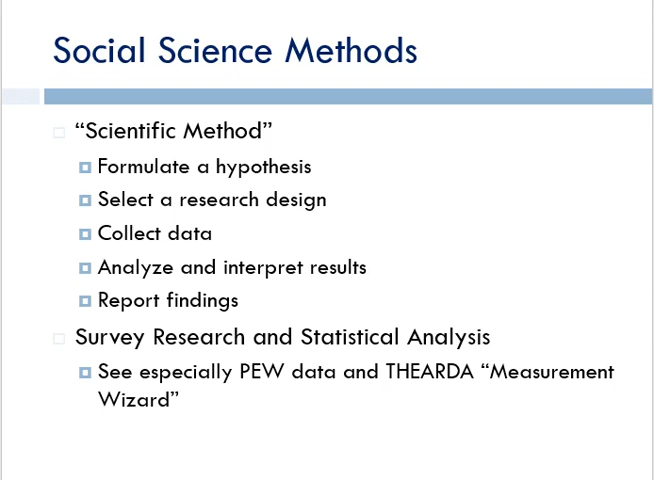 Social Science Methods
“Scientific Method”
Formulate a hypothesis
Select a research design
Collect data
Analyze and interpret results
Report findings
Survey Research and Statistical Analysis
See especially PEW data and THEARDA “Measurement
Wizard”